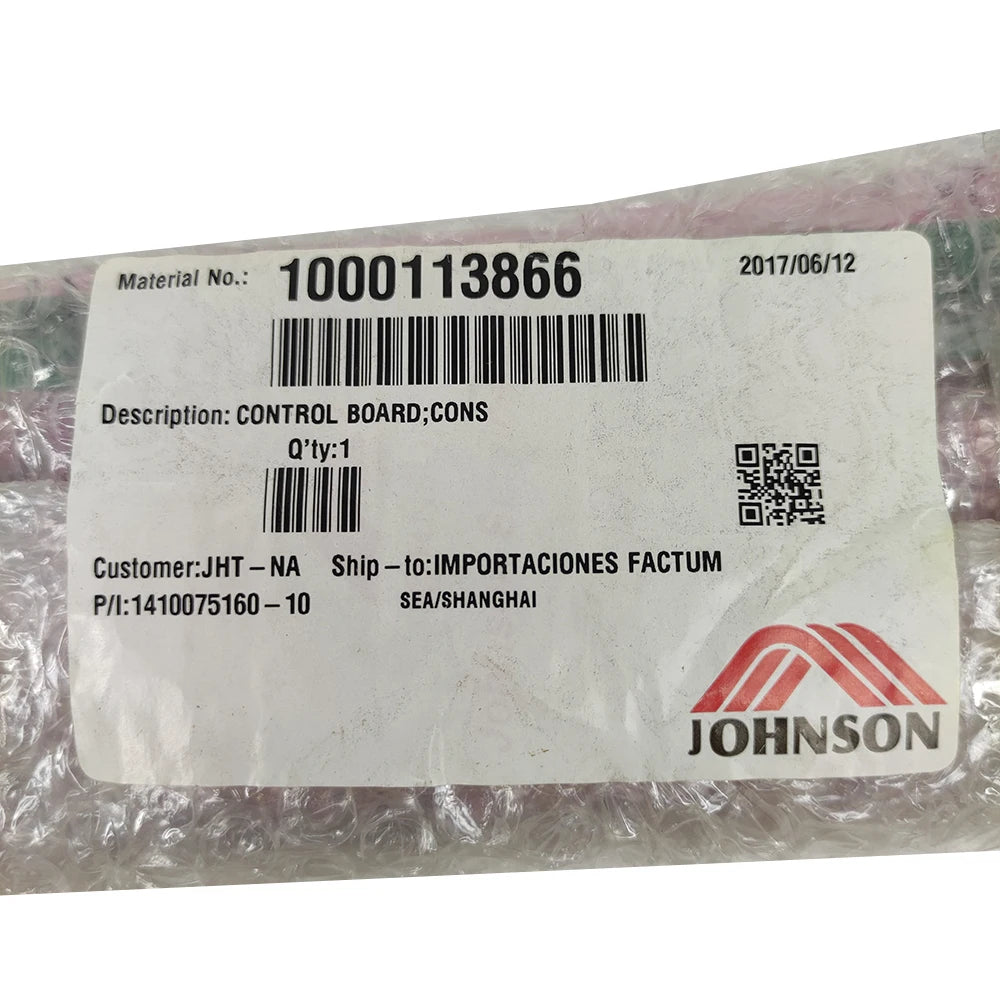 Material No.: 1000113866 2017/06/12
Description: CONTROL BOARD;CONS
Q'ty:1
Customer:JHT-NA Ship-to:IMPORTACIONES FACTUM
P/I:1410075160-10 SEA/SHANGHAI
JOHNSON